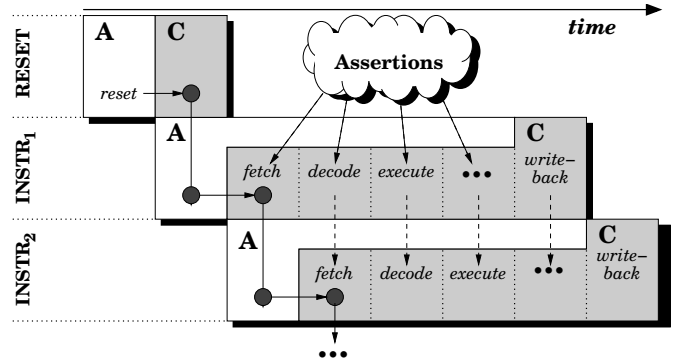 time
RESET
A
C
Assertions
reset
INSTR1
A
C
fetch
decode
execute
•••
write–
back
INSTR2
A
C
fetch
decode
execute
•••
write–
back
•••